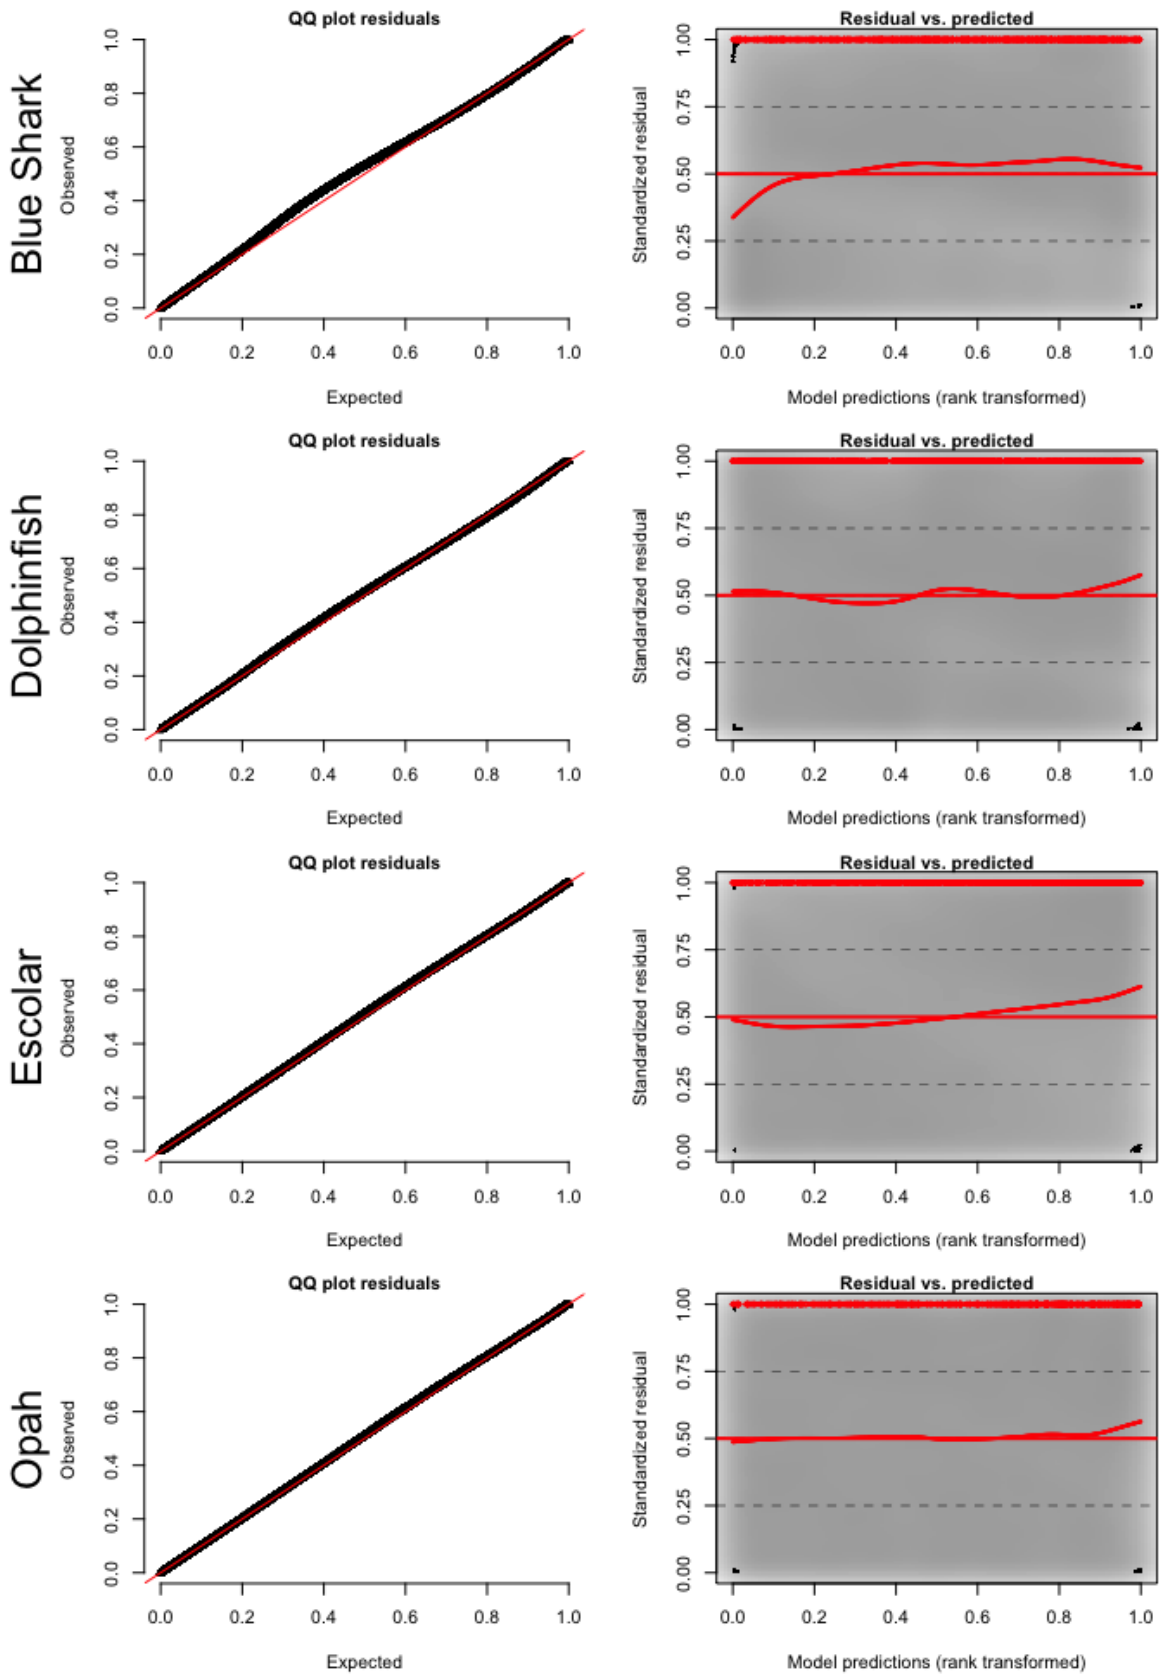 Blue Shark
QQ plot residuals
Observed
0.0 0.2 0.4 0.6 0.8 1.0
0.0 0.2 0.4 0.6 0.8 1.0
Expected
Residual vs. predicted
Standardized residual
0.00 0.25 0.50 0.75 1.00
0.0 0.2 0.4 0.6 0.8 1.0
Model predictions (rank transformed)
Dolphinfish
QQ plot residuals
Observed
0.0 0.2 0.4 0.6 0.8 1.0
0.0 0.2 0.4 0.6 0.8 1.0
Expected
Residual vs. predicted
Standardized residual
0.00 0.25 0.50 0.75 1.00
0.0 0.2 0.4 0.6 0.8 1.0
Model predictions (rank transformed)
Escolar
QQ plot residuals
Observed
0.0 0.2 0.4 0.6 0.8 1.0
0.0 0.2 0.4 0.6 0.8 1.0
Expected
Residual vs. predicted
Standardized residual
0.00 0.25 0.50 0.75 1.00
0.0 0.2 0.4 0.6 0.8 1.0
Model predictions (rank transformed)
Opah
QQ plot residuals
Observed
0.0 0.2 0.4 0.6 0.8 1.0
0.0 0.2 0.4 0.6 0.8 1.0
Expected
Residual vs. predicted
Standardized residual
0.00 0.25 0.50 0.75 1.00
0.0 0.2 0.4 0.6 0.8 1.0
Model predictions (rank transformed)